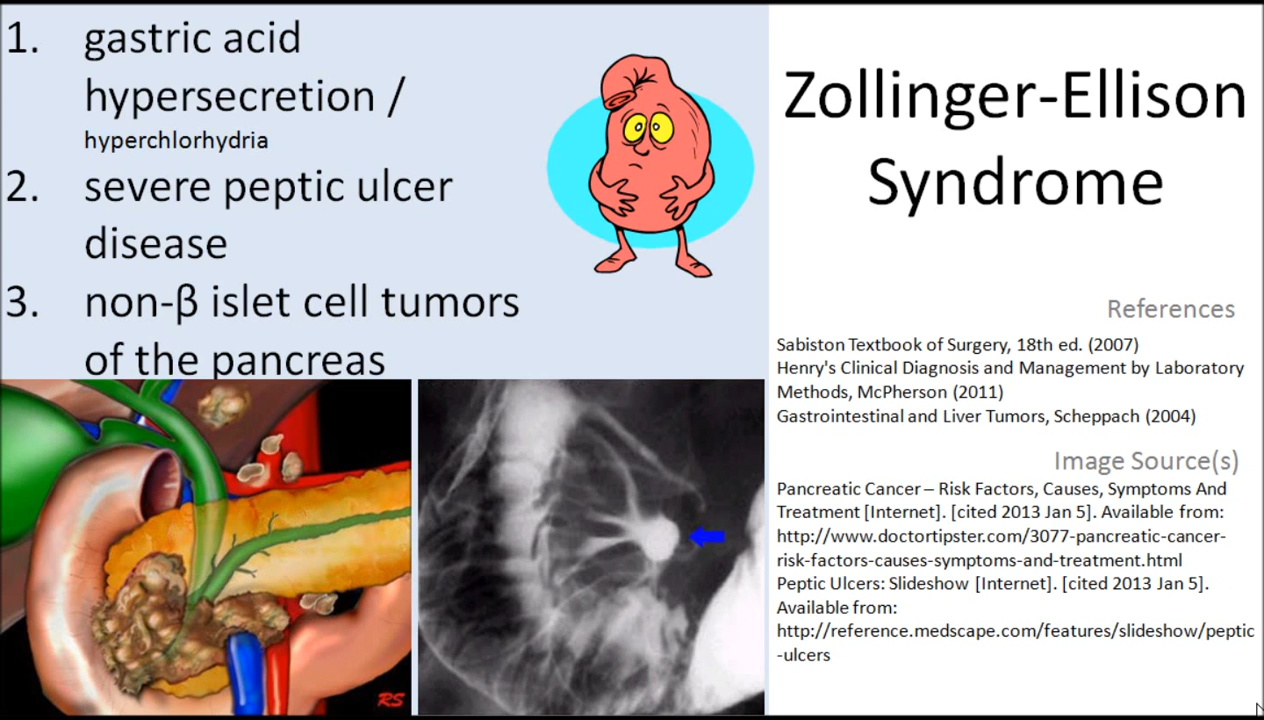 1. gastric acid
hypersecretion /
hyperchlorhydria
2. severe peptic ulcer
disease
3. non-β islet cell tumors
of the pancreas
RS
Zollinger-Ellison
Syndrome
References
Sabiston Textbook of Surgery, 18th ed. (2007)
Henry's Clinical Diagnosis and Management by Laboratory
Methods, McPherson (2011)
Gastrointestinal and Liver Tumors, Scheppach (2004)
Image Source(s)
Pancreatic Cancer – Risk Factors, Causes, Symptoms And
Treatment [Internet]. [cited 2013 Jan 5]. Available from:
http://www.doctortipster.com/3077-pancreatic-cancer-
risk-factors-causes-symptoms-and-treatment.html
Peptic Ulcers: Slideshow [Internet]. [cited 2013 Jan 5].
Available from:
http://reference.medscape.com/features/slideshow/peptic
-ulcers